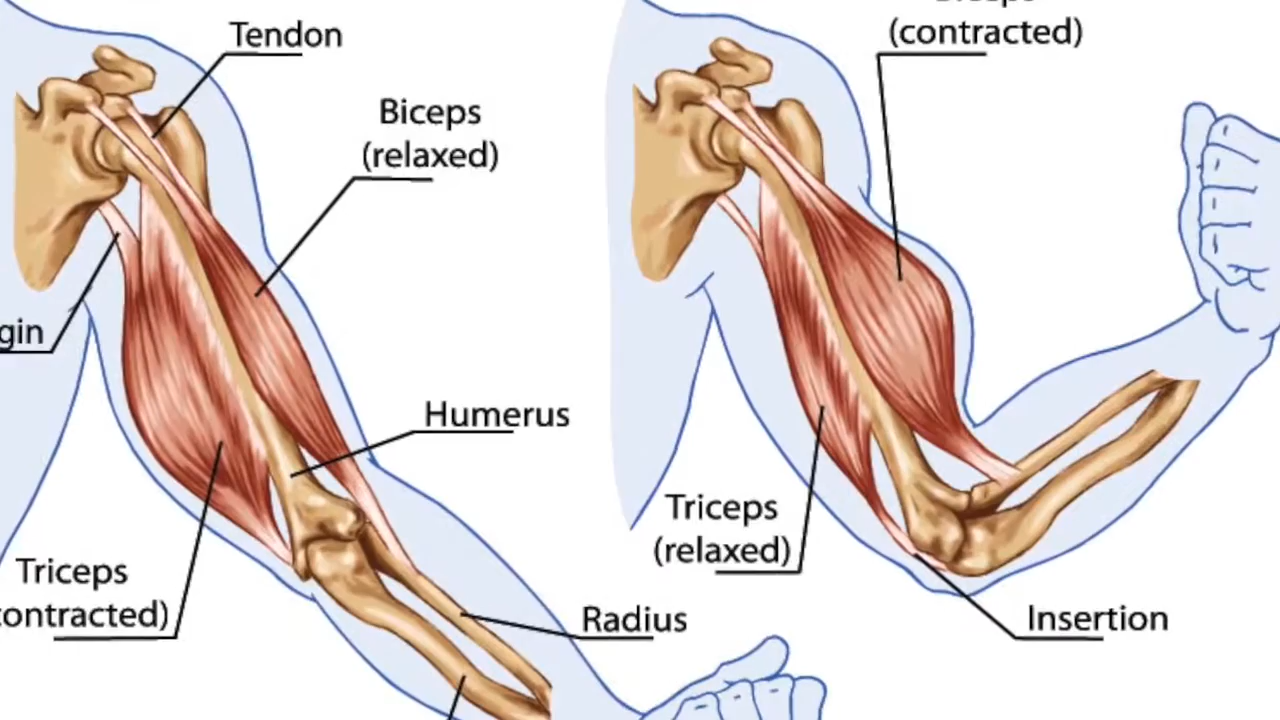 Tendon
Biceps
(relaxed)
gin
Humerus
Triceps
contracted)
Radius
(contracted)
Triceps
(relaxed)
Insertion